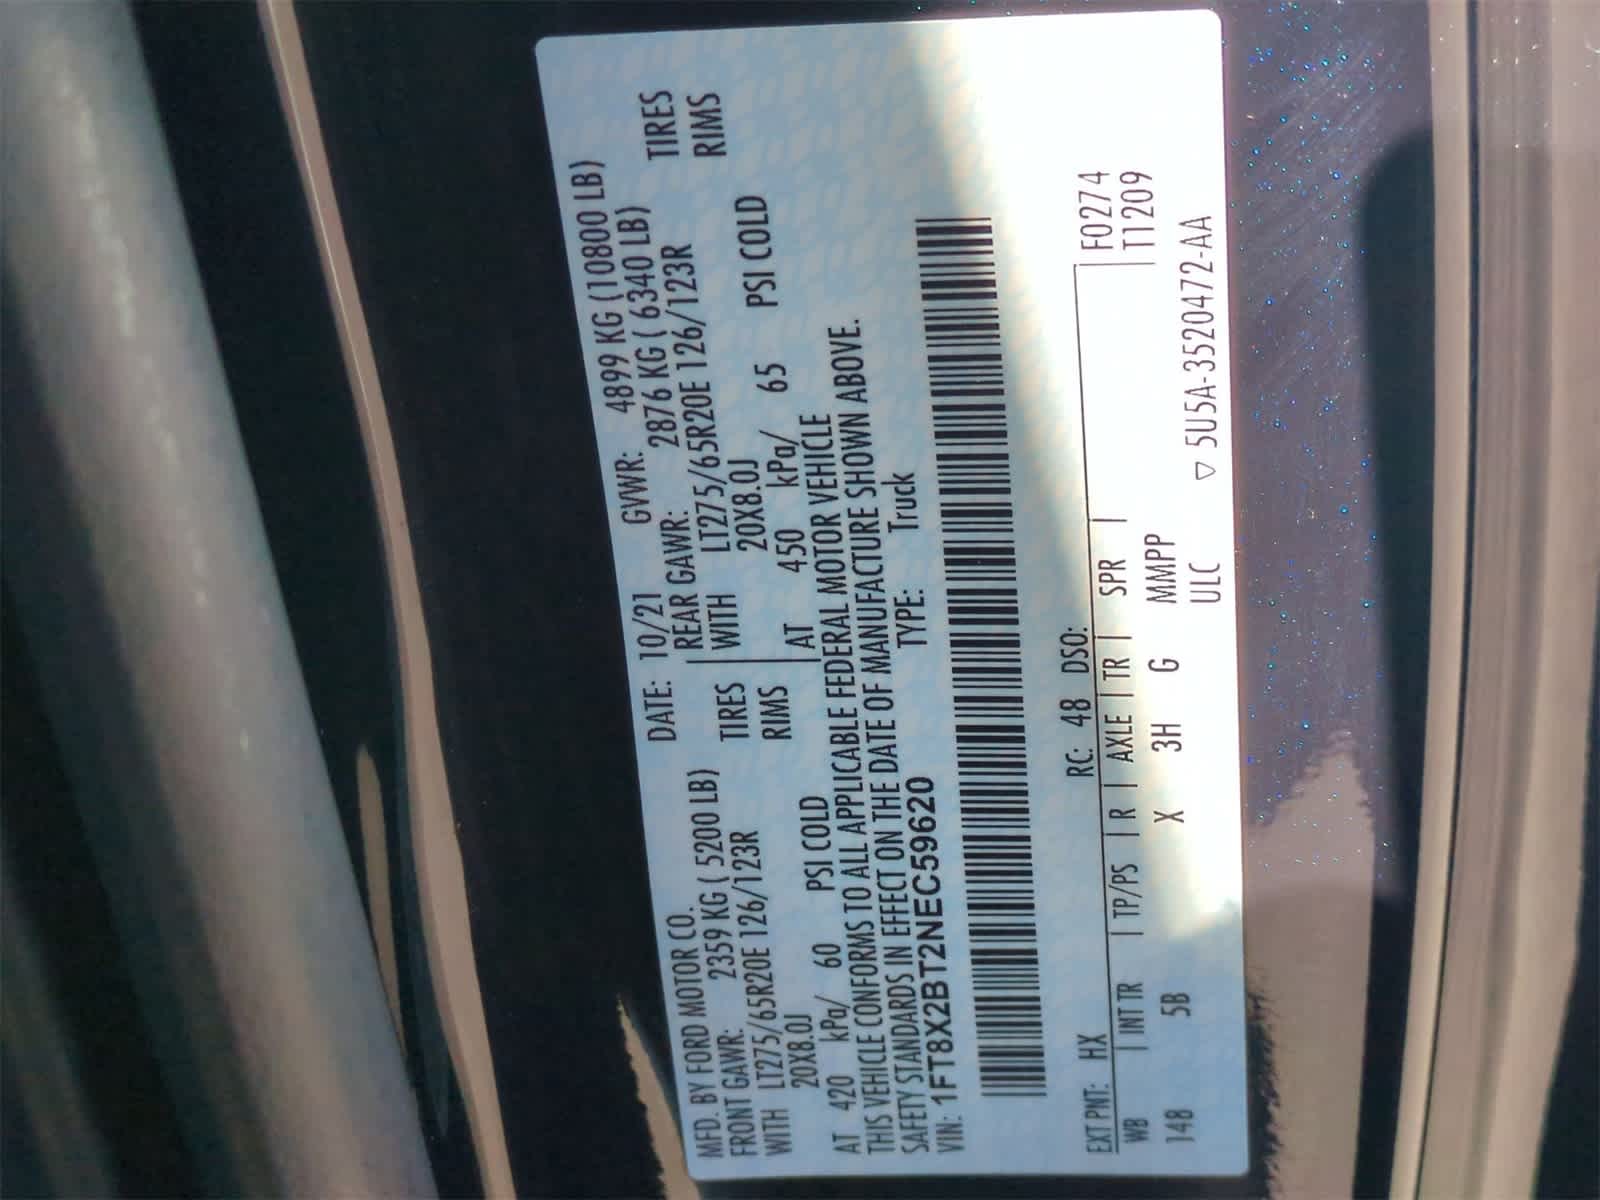 MFD. BY FORD MOTOR CO. DATE: 10/21 GVWR: 4899 KG (10800 LB)
FRONT GAWR: 2359 KG ( 5200 LB) REAR GAWR: 2876 KG ( 6340 LB)
WITH LT275/65R20E 126/123R TIRES WITH LT275/65R20E 126/123R TIRES
20X8.0J RIMS 20X8.0J RIMS
AT 420 kPa/ 60 PSI COLD AT 450 kPa/ 65 PSI COLD
THIS VEHICLE CONFORMS TO ALL APPLICABLE FEDERAL MOTOR VEHICLE
SAFETY STANDARDS IN EFFECT ON THE DATE OF MANUFACTURE SHOWN ABOVE.
VIN: 1FT8X2BT2NEC59620 TYPE: Truck
EXT PNT: HX RC: 48 DSO: F0274
WB INT TR TP/PS R AXLE TR SPR T1209
148 5B X 3H G MMPP
ULC ▽ 5U5A-3520472-AA